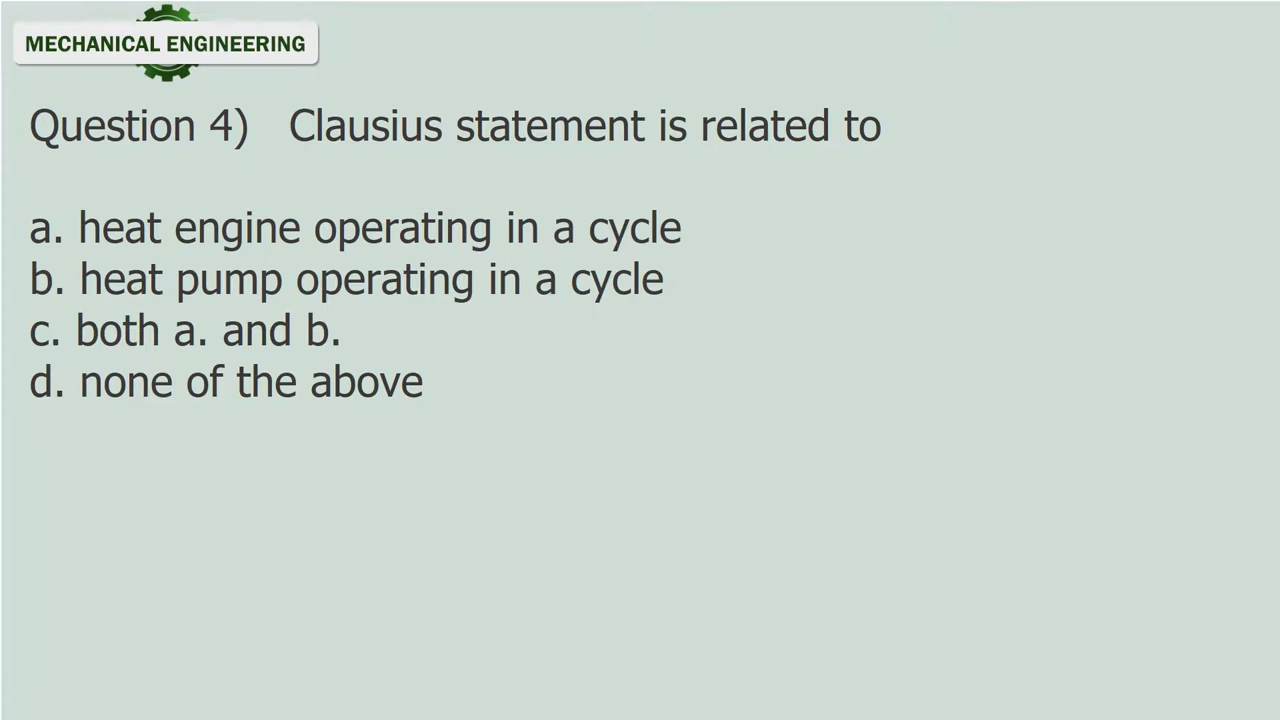 MECHANICAL ENGINEERING
Question 4) Clausius statement is related to
a. heat engine operating in a cycle
b. heat pump operating in a cycle
c. both a. and b.
d. none of the above